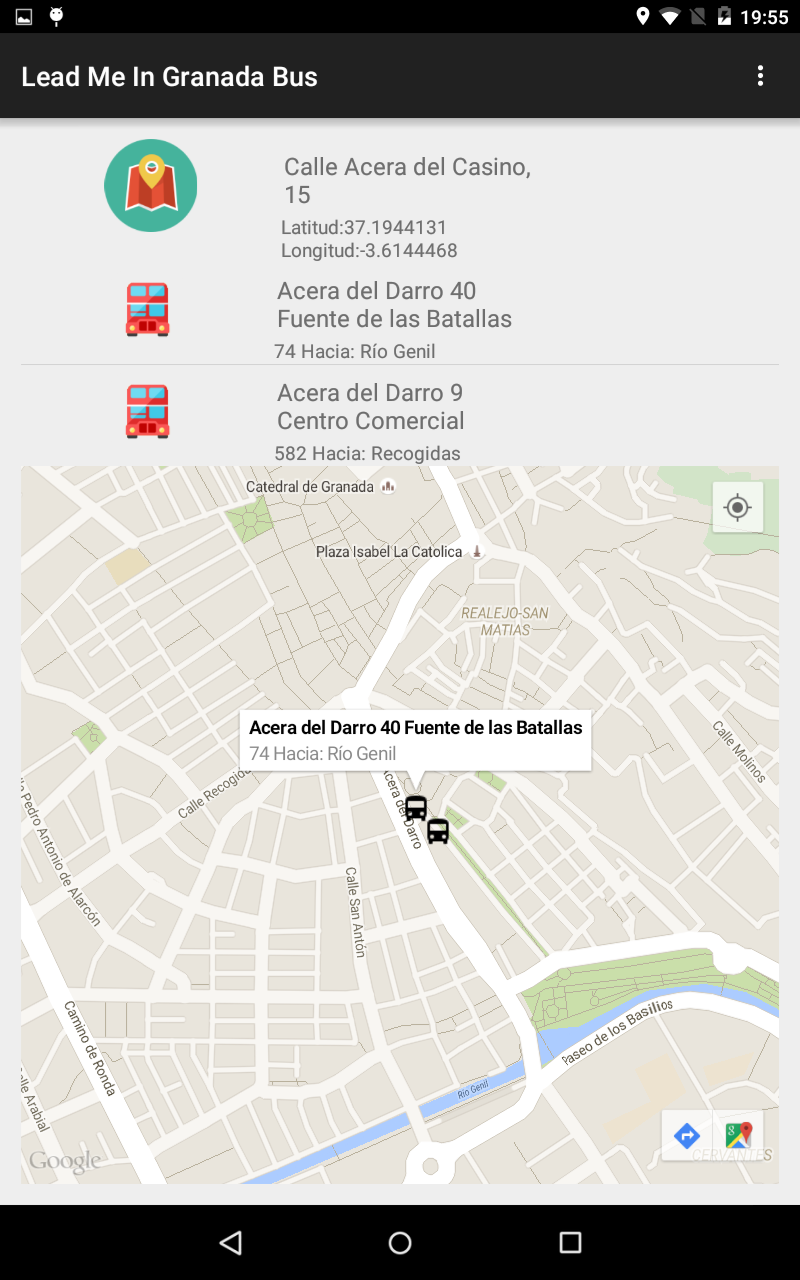 19:55
Lead Me In Granada Bus
Calle Acera del Casino,
15
Latitud:37.1944131
Longitud:-3.6144468
Acera del Darro 40
Fuente de las Batallas
74 Hacia: Río Genil
Acera del Darro 9
Centro Comercial
582 Hacia: Recogidas
Catedral de Granada
Plaza Isabel La Catolica
REALEJO-SAN
MATIAS
Acera del Darro 40 Fuente de las Batallas
74 Hacia: Río Genil
Calle Molinos
Calle Recogidas
Acera del Darro
Pedro Antonio de Alarcón
Calle San Antón
Camino de Ronda
Paseo de los Basilios
Río Genil
Calle Arabial
Google
g
CERVANTES